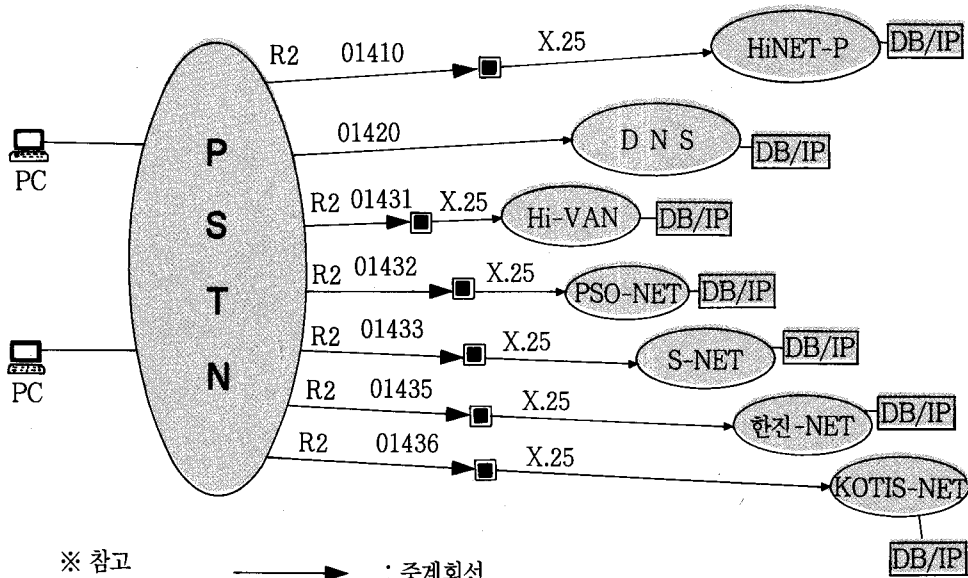 R2 01410 X.25 HiNET-P DB/IP
01420 D N S DB/IP
PC
R2 01431 X.25 Hi-VAN DB/IP
P
S
T
N
R2 01432 X.25 PSO-NET DB/IP
R2 01433 X.25 S-NET DB/IP
PC
R2 01435 X.25 한진-NET DB/IP
R2 01436 X.25 KOTIS-NET
DB/IP
※ 참고
: 중계회선